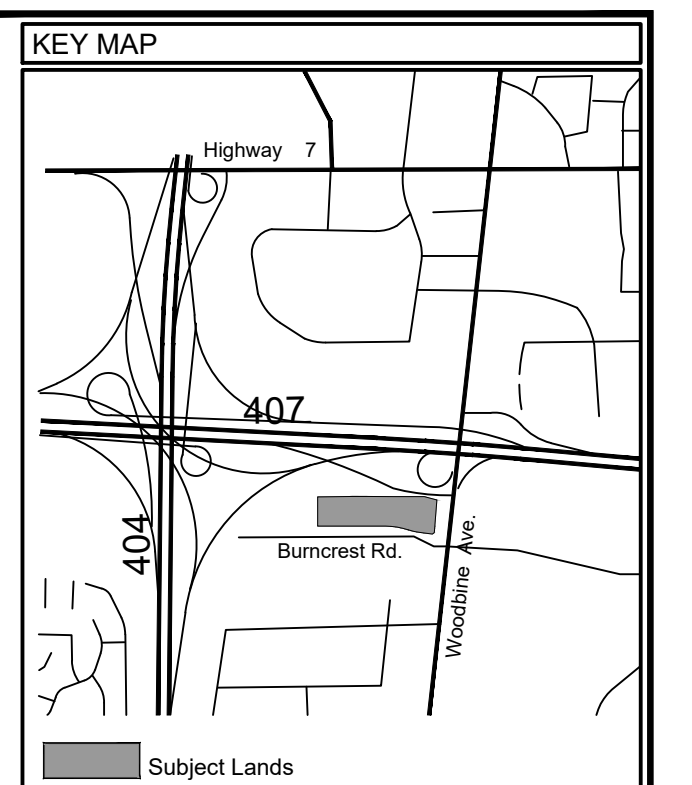 KEY MAP
Highway 7
407
404
Burncrest Rd.
Woodbine Ave.
Subject Lands